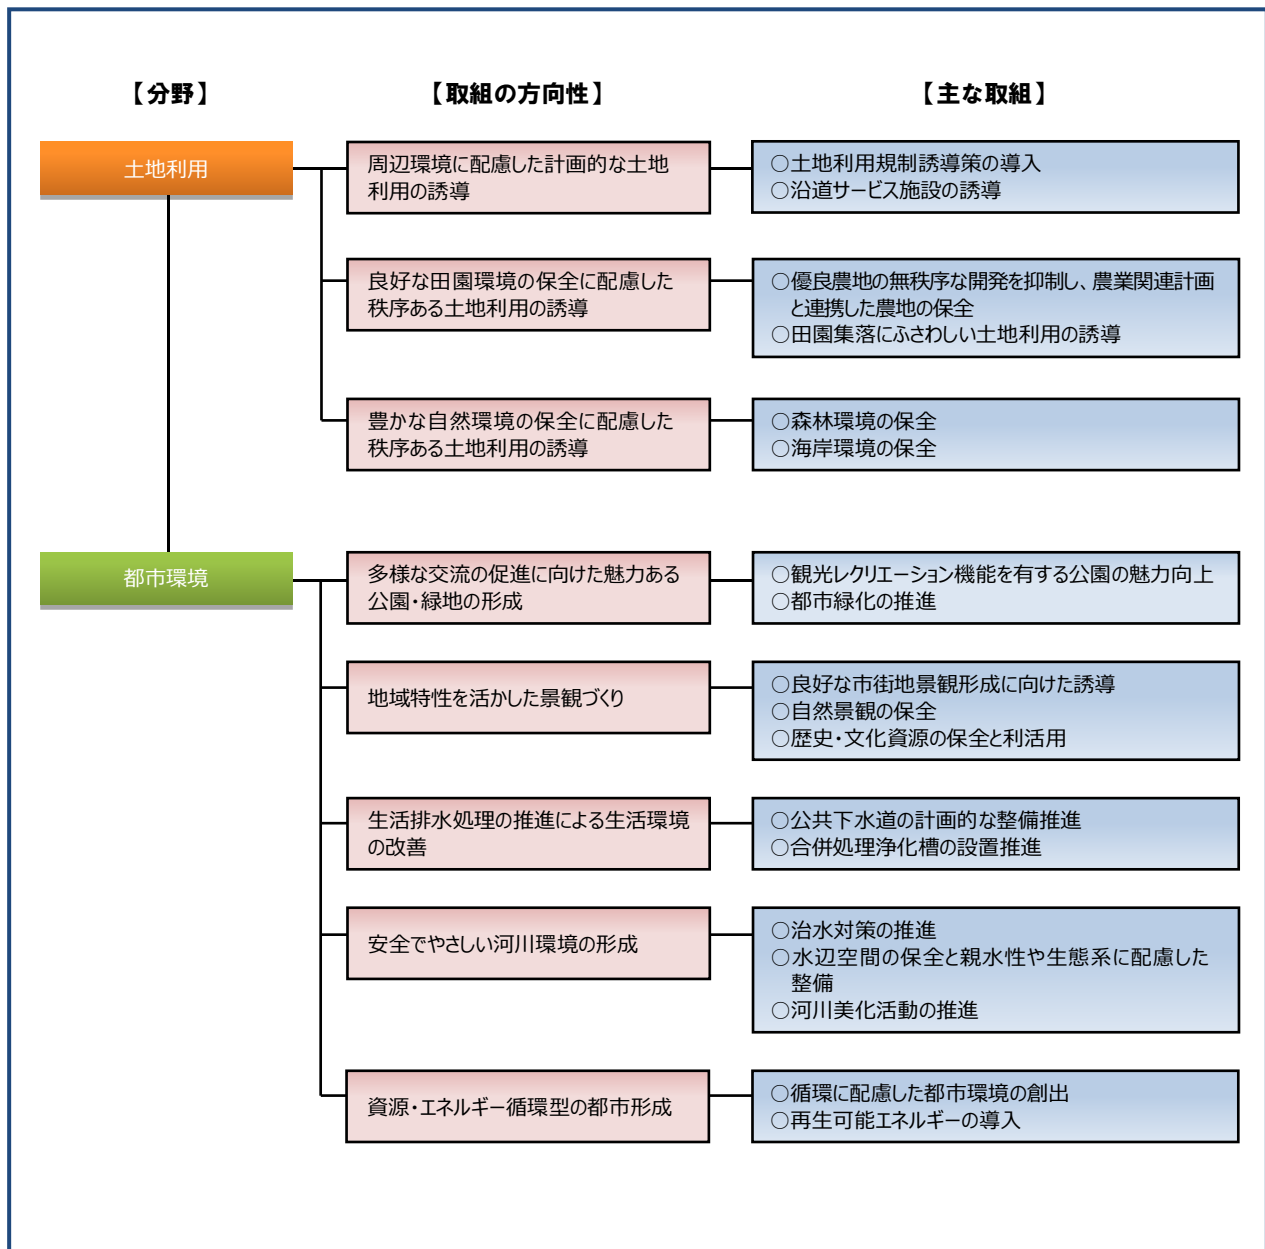 【分野】
【取組の方向性】
【主な取組】
土地利用
周辺環境に配慮した計画的な土地
利用の誘導
○土地利用規制誘導策の導入
○沿道サービス施設の誘導
良好な田園環境の保全に配慮した
秩序ある土地利用の誘導
○優良農地の無秩序な開発を抑制し、農業関連計画
と連携した農地の保全
○田園集落にふさわしい土地利用の誘導
豊かな自然環境の保全に配慮した
秩序ある土地利用の誘導
○森林環境の保全
○海岸環境の保全
都市環境
多様な交流の促進に向けた魅力ある
公園・緑地の形成
○観光レクリエーション機能を有する公園の魅力向上
○都市緑化の推進
地域特性を活かした景観づくり
○良好な市街地景観形成に向けた誘導
○自然景観の保全
○歴史・文化資源の保全と利活用
生活排水処理の推進による生活環境
の改善
○公共下水道の計画的な整備推進
○合併処理浄化槽の設置推進
安全でやさしい河川環境の形成
○治水対策の推進
○水辺空間の保全と親水性や生態系に配慮した
整備
○河川美化活動の推進
資源・エネルギー循環型の都市形成
○循環に配慮した都市環境の創出
○再生可能エネルギーの導入